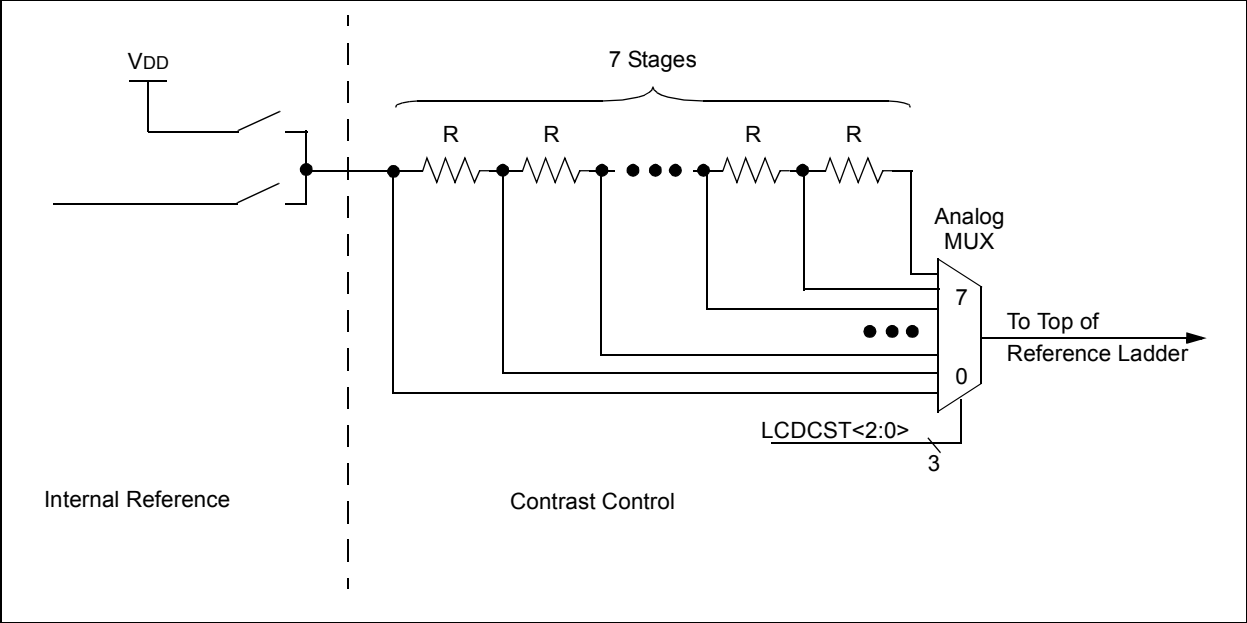 VDD
7 Stages
R
R
R
R
Analog
MUX
7
To Top of
Reference Ladder
0
LCDCST<2:0>
3
Internal Reference
Contrast Control